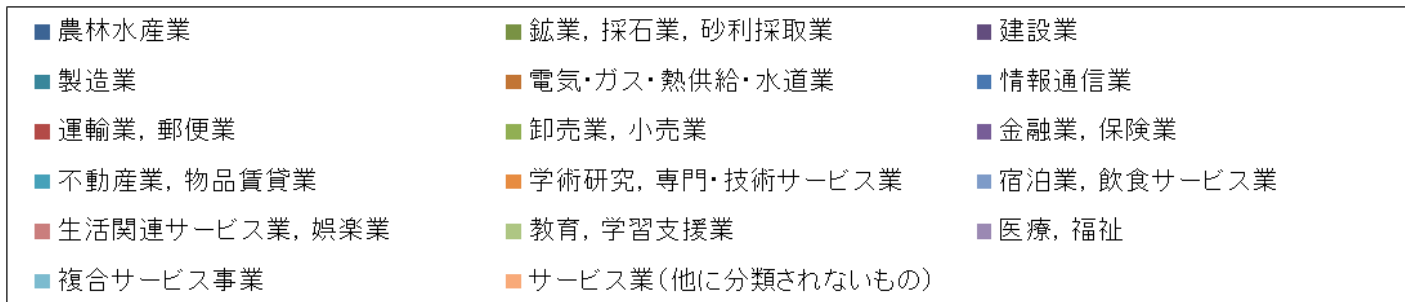 農林水産業 鉱業, 採石業, 砂利採取業 建設業
製造業 電気・ガス・熱供給・水道業 情報通信業
運輸業, 郵便業 卸売業, 小売業 金融業, 保険業
不動産業, 物品賃貸業 学術研究, 専門・技術サービス業 宿泊業, 飲食サービス業
生活関連サービス業, 娯楽業 教育, 学習支援業 医療, 福祉
複合サービス事業 サービス業(他に分類されないもの)